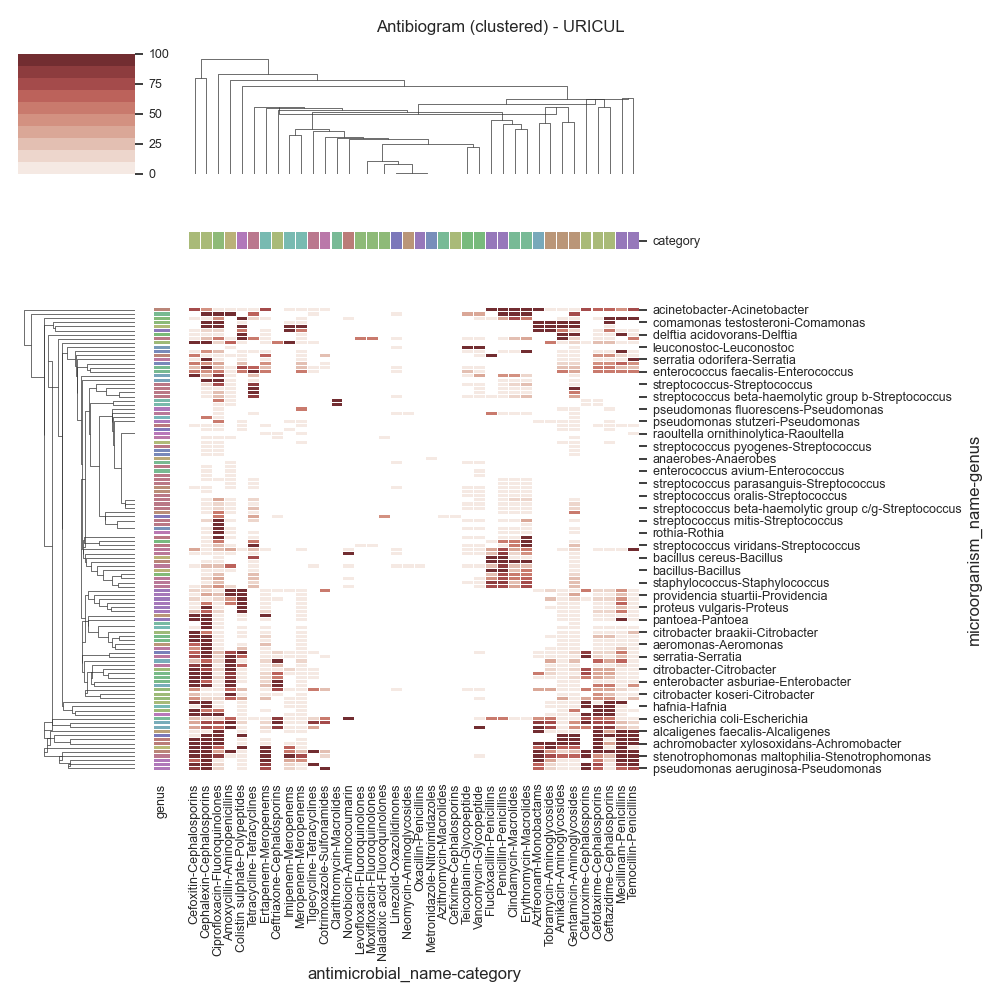 Antibiogram (clustered) - URICUL
100
75
50
25
0
category
acinetobacter-Acinetobacter
comamonas testosteroni-Comamonas
delftia acidovorans-Delftia
leuconostoc-Leuconostoc
serratia odorifera-Serratia
enterococcus faecalis-Enterococcus
streptococcus-Streptococcus
streptococcus beta-haemolytic group b-Streptococcus
pseudomonas fluorescens-Pseudomonas
pseudomonas stutzeri-Pseudomonas
raoultella ornithinolytica-Raoultella
streptococcus pyogenes-Streptococcus
anaerobes-Anaerobes
enterococcus avium-Enterococcus
streptococcus parasanguis-Streptococcus
streptococcus oralis-Streptococcus
streptococcus beta-haemolytic group c/g-Streptococcus
streptococcus mitis-Streptococcus
rothia-Rothia
streptococcus viridans-Streptococcus
bacillus cereus-Bacillus
bacillus-Bacillus
staphylococcus-Staphylococcus
providencia stuartii-Providencia
proteus vulgaris-Proteus
pantoea-Pantoea
citrobacter braakii-Citrobacter
aeromonas-Aeromonas
serratia-Serratia
citrobacter-Citrobacter
enterobacter asburiae-Enterobacter
citrobacter koseri-Citrobacter
hafnia-Hafnia
escherichia coli-Escherichia
alcaligenes faecalis-Alcaligenes
achromobacter xylosoxidans-Achromobacter
stenotrophomonas maltophilia-Stenotrophomonas
pseudomonas aeruginosa-Pseudomonas
microorganism_name-genus
genus
Cefoxitin-Cephalosporins
Cephalexin-Cephalosporins
Ciprofloxacin-Fluoroquinolones
Amoxycillin-Aminopenicillins
Colistin sulphate-Polypeptides
Tetracycline-Tetracyclines
Ertapenem-Meropenems
Ceftriaxone-Cephalosporins
Imipenem-Meropenems
Meropenem-Meropenems
Tigecycline-Tetracyclines
Cotrimoxazole-Sulfonamides
Clarithromycin-Macrolides
Novobiocin-Aminocoumarin
Levofloxacin-Fluoroquinolones
Moxifloxacin-Fluoroquinolones
Naladixic acid-Fluoroquinolones
Linezolid-Oxazolidinones
Neomycin-Aminoglycosides
Oxacillin-Penicillins
Metronidazole-Nitroimidazoles
Azithromycin-Macrolides
Cefixime-Cephalosporins
Teicoplanin-Glycopeptide
Vancomycin-Glycopeptide
Flucloxacillin-Penicillins
Penicillin-Penicillins
Clindamycin-Macrolides
Erythromycin-Macrolides
Aztreonam-Monobactams
Tobramycin-Aminoglycosides
Amikacin-Aminoglycosides
Gentamicin-Aminoglycosides
Cefuroxime-Cephalosporins
Cefotaxime-Cephalosporins
Ceftazidime-Cephalosporins
Mecillinam-Penicillins
Temocillin-Penicillins
antimicrobial_name-category